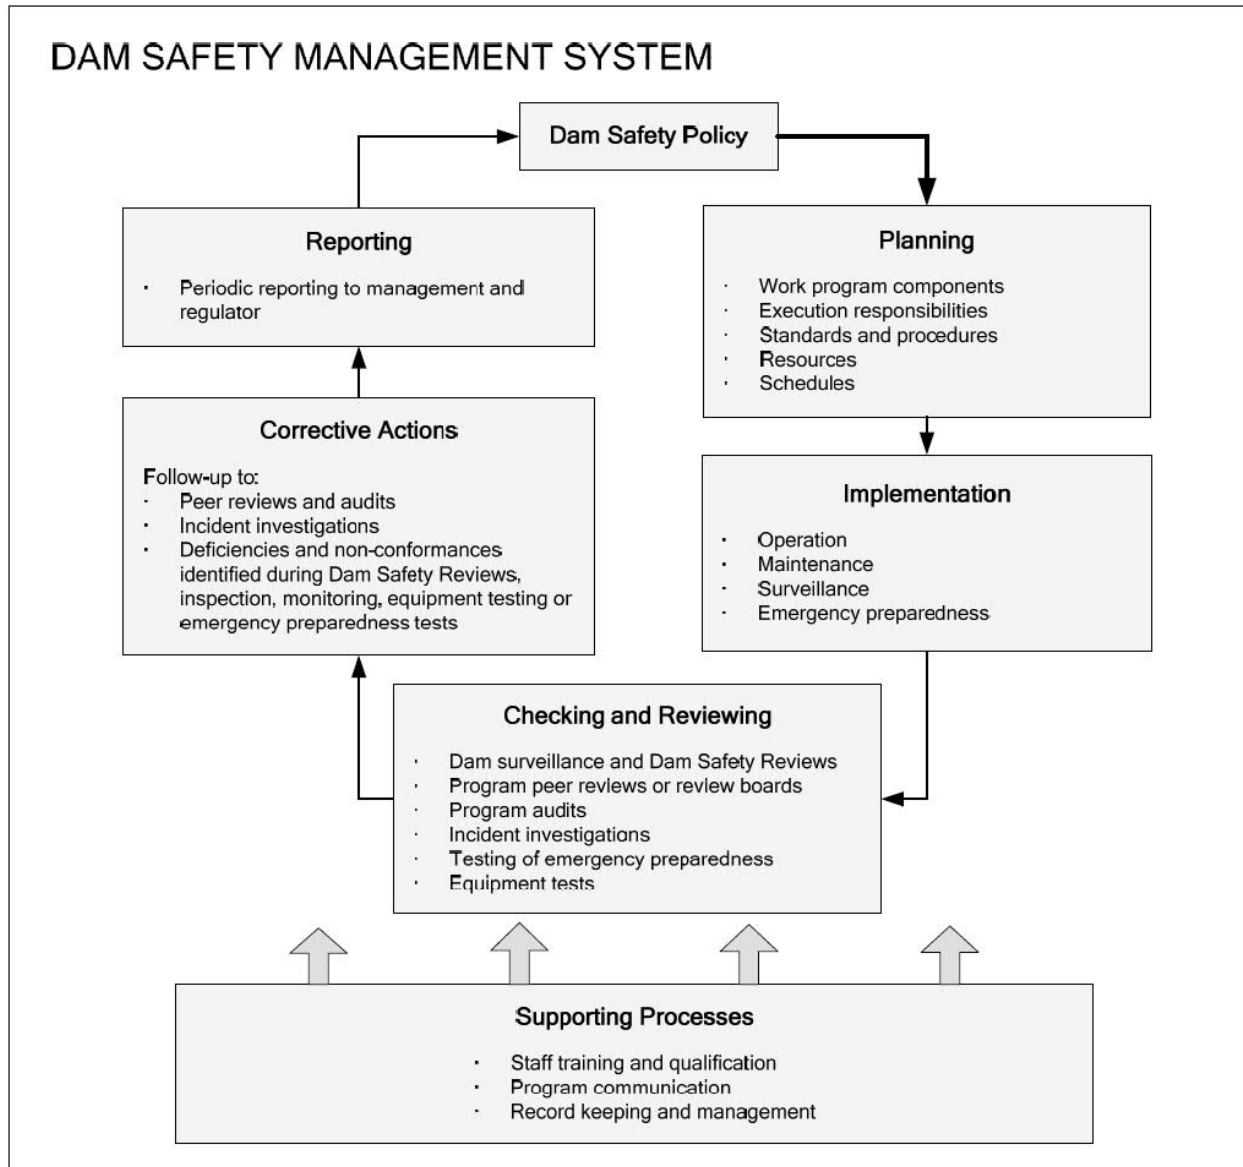 DAM SAFETY MANAGEMENT SYSTEM
Dam Safety Policy
Reporting
· Periodic reporting to management and
regulator
Planning
· Work program components
· Execution responsibilities
· Standards and procedures
· Resources
· Schedules
Corrective Actions
Follow-up to:
· Peer reviews and audits
· Incident investigations
· Deficiencies and non-conformances
identified during Dam Safety Reviews,
inspection, monitoring, equipment testing or
emergency preparedness tests
Implementation
· Operation
· Maintenance
· Surveillance
· Emergency preparedness
Checking and Reviewing
· Dam surveillance and Dam Safety Reviews
· Program peer reviews or review boards
· Program audits
· Incident investigations
· Testing of emergency preparedness
· Equipment tests
Supporting Processes
· Staff training and qualification
· Program communication
· Record keeping and management